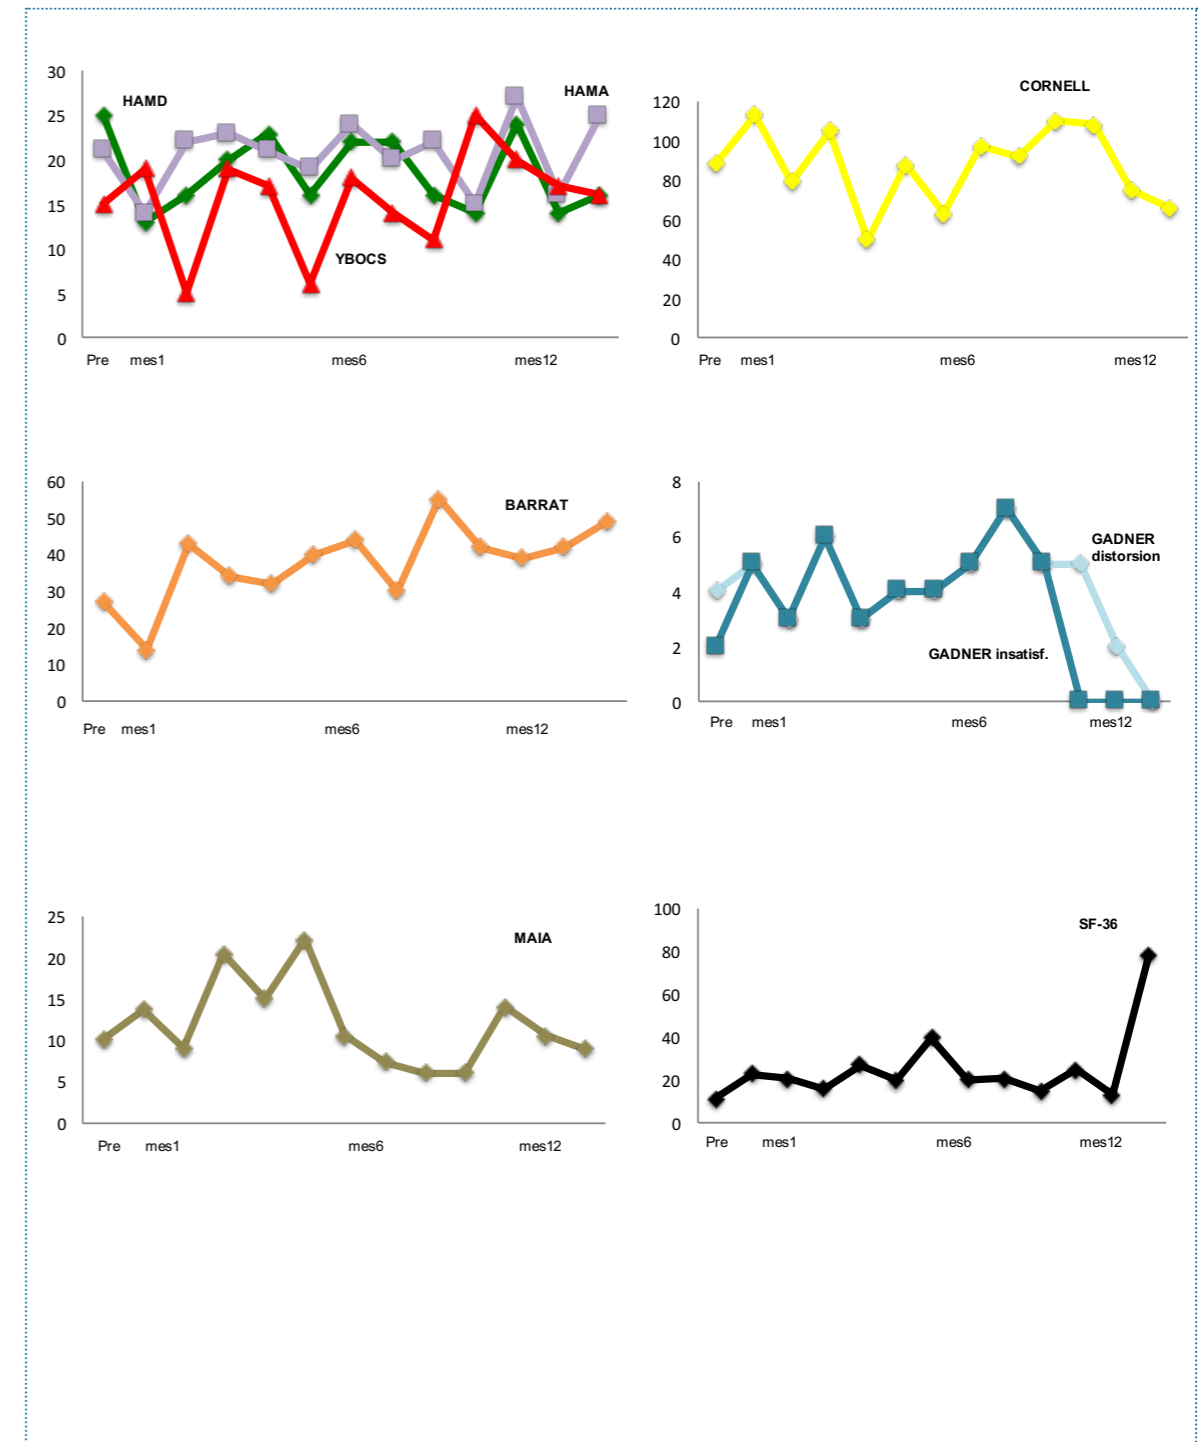 30
25
20
15
10
5
0
HAMD
HAMA
YBOCS
Pre mes1 mes6 mes12
CORNELL
120
100
80
60
40
20
0
Pre mes1 mes6 mes12
60
50
40
30
20
10
0
BARRAT
Pre mes1 mes6 mes12
8
6
4
2
0
GADNER
distorsion
GADNER insatisf.
Pre mes1 mes6 mes12
25
20
15
10
5
0
MAIA
Pre mes1 mes6 mes12
100
80
60
40
20
0
SF-36
Pre mes1 mes6 mes12